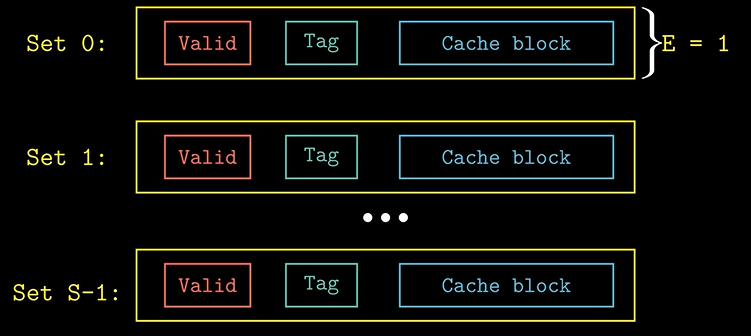 Set 0: Valid Tag Cache block E = 1
Set 1: Valid Tag Cache block
Set S-1: Valid Tag Cache block